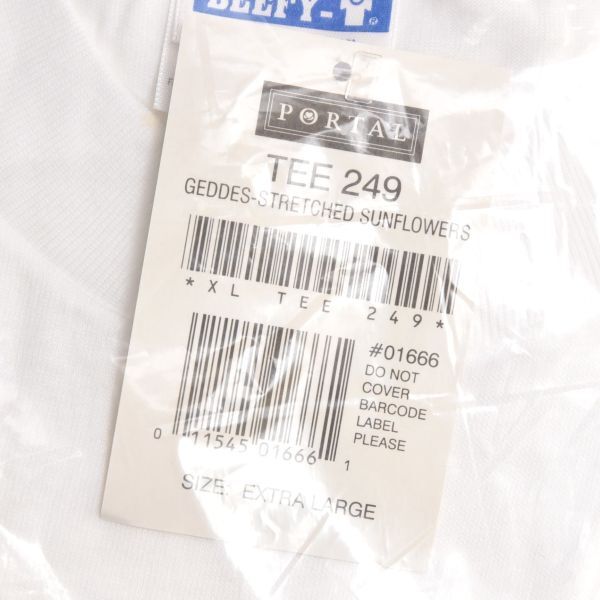 BEEFY-T®
PORTAL
TEE 249
GEDDES-STRETCHED SUNFLOWERS
*XL TEE 249*
#01666
DO NOT
COVER
BARCODE
LABEL
PLEASE
0 11545 01666 1
SIZE: EXTRA LARGE